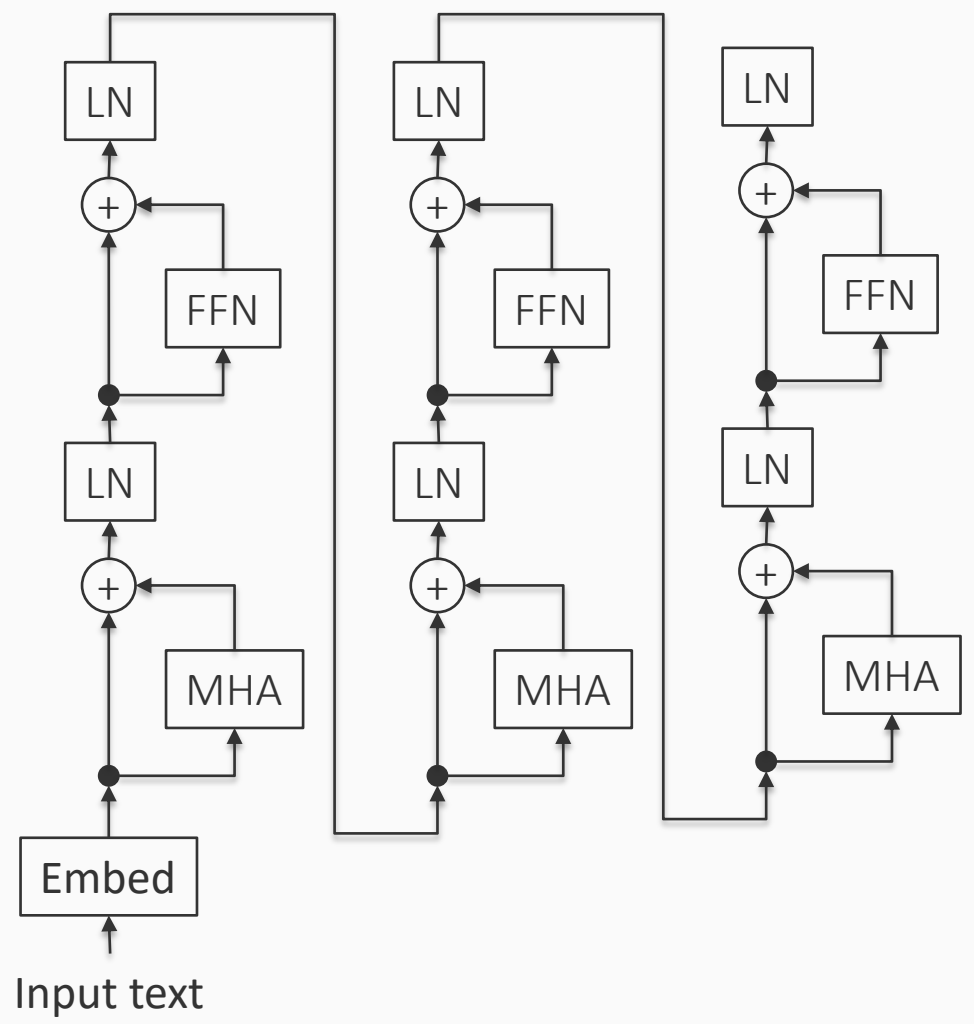 LN
+
FFN
LN
+
MHA
Embed
Input text
LN
+
FFN
LN
+
MHA
LN
+
FFN
LN
+
MHA